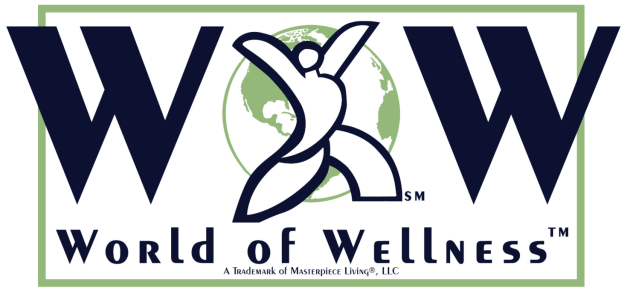 W W
SM
World of Wellness™
A Trademark of Masterpiece Living®, LLC